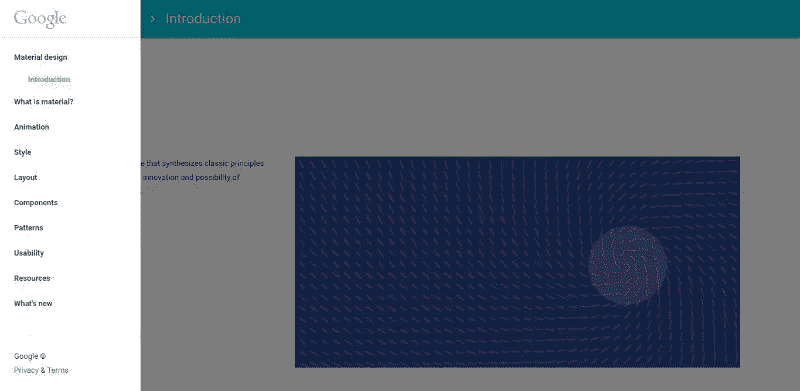 Google
› Introduction
Material design
Introduction
What is material?
Animation
Style
Layout
Components
Patterns
Usability
Resources
What's new
Google ©
Privacy & Terms
e that synthesizes classic principles
innovation and possibility of